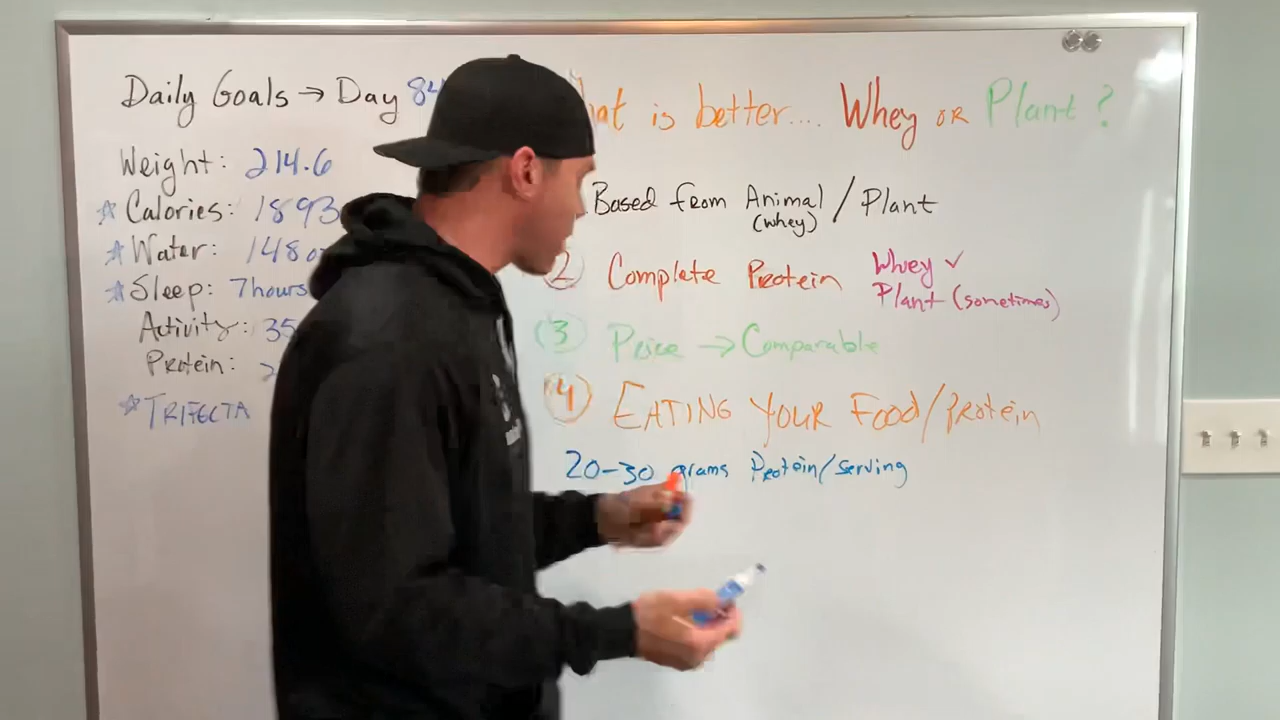 Daily Goals → Day 84
Weight: 214.6
☆ Calories: 1893
☆ Water: 148 o
☆ Sleep: 7hours
Activity: 35
Protein: >
☆ TRIFECTA
hat is better.... Whey OR Plant?
Based from Animal / Plant
(whey)
② Complete Protein
Whey ✓
Plant (sometimes)
③ Price → Comparable
④ EATING YOUR Food/Protein
20-30 grams Protein/serving